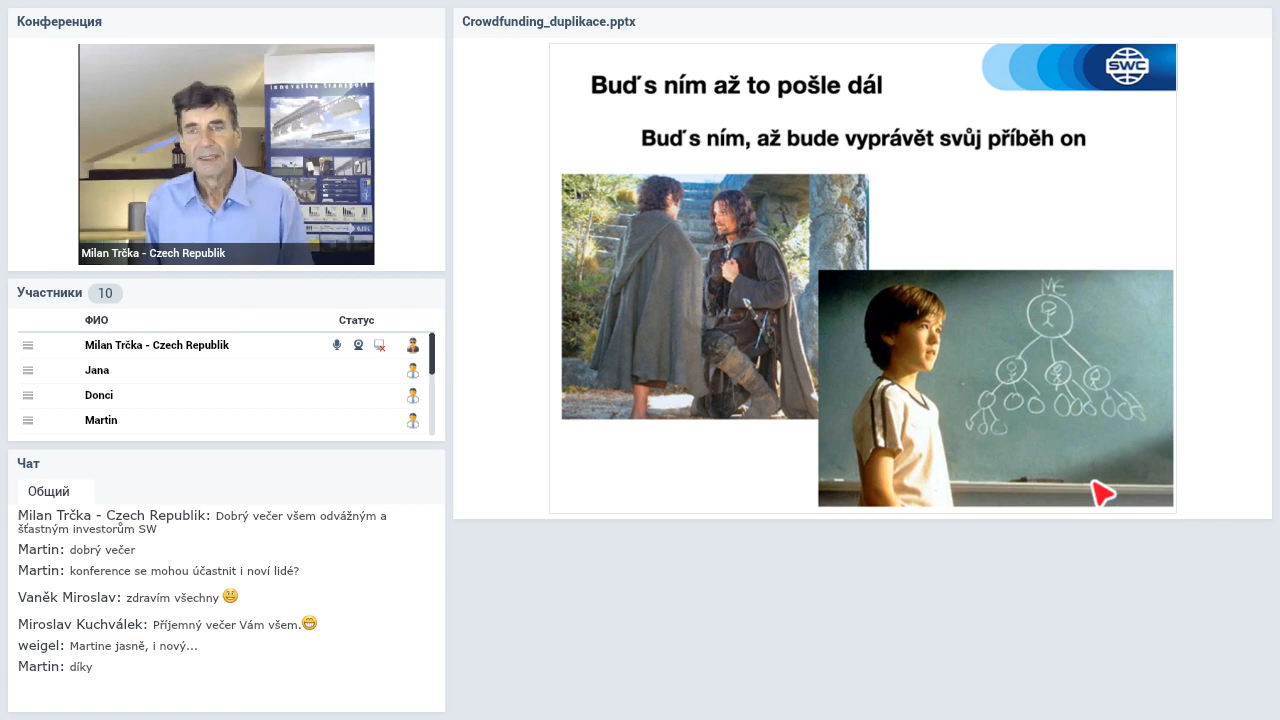 Конференция
innovative transport
Milan Trčka - Czech Republik
Участники 10
ФИО Статус
Milan Trčka - Czech Republik
Jana
Donci
Martin
Чат
Общий
Milan Trčka - Czech Republik: Dobrý večer všem odvážným a
šťastným investorům SW
Martin: dobrý večer
Martin: konference se mohou účastnit i noví lidé?
Vaněk Miroslav: zdravím všechny
Miroslav Kuchválek: Příjemný večer Vám všem.
weigel: Martine jasně, i nový...
Martin: díky
Crowdfunding_duplikace.pptx
SWC
Buď s ním až to pošle dál
Buď s ním, až bude vyprávět svůj příběh on